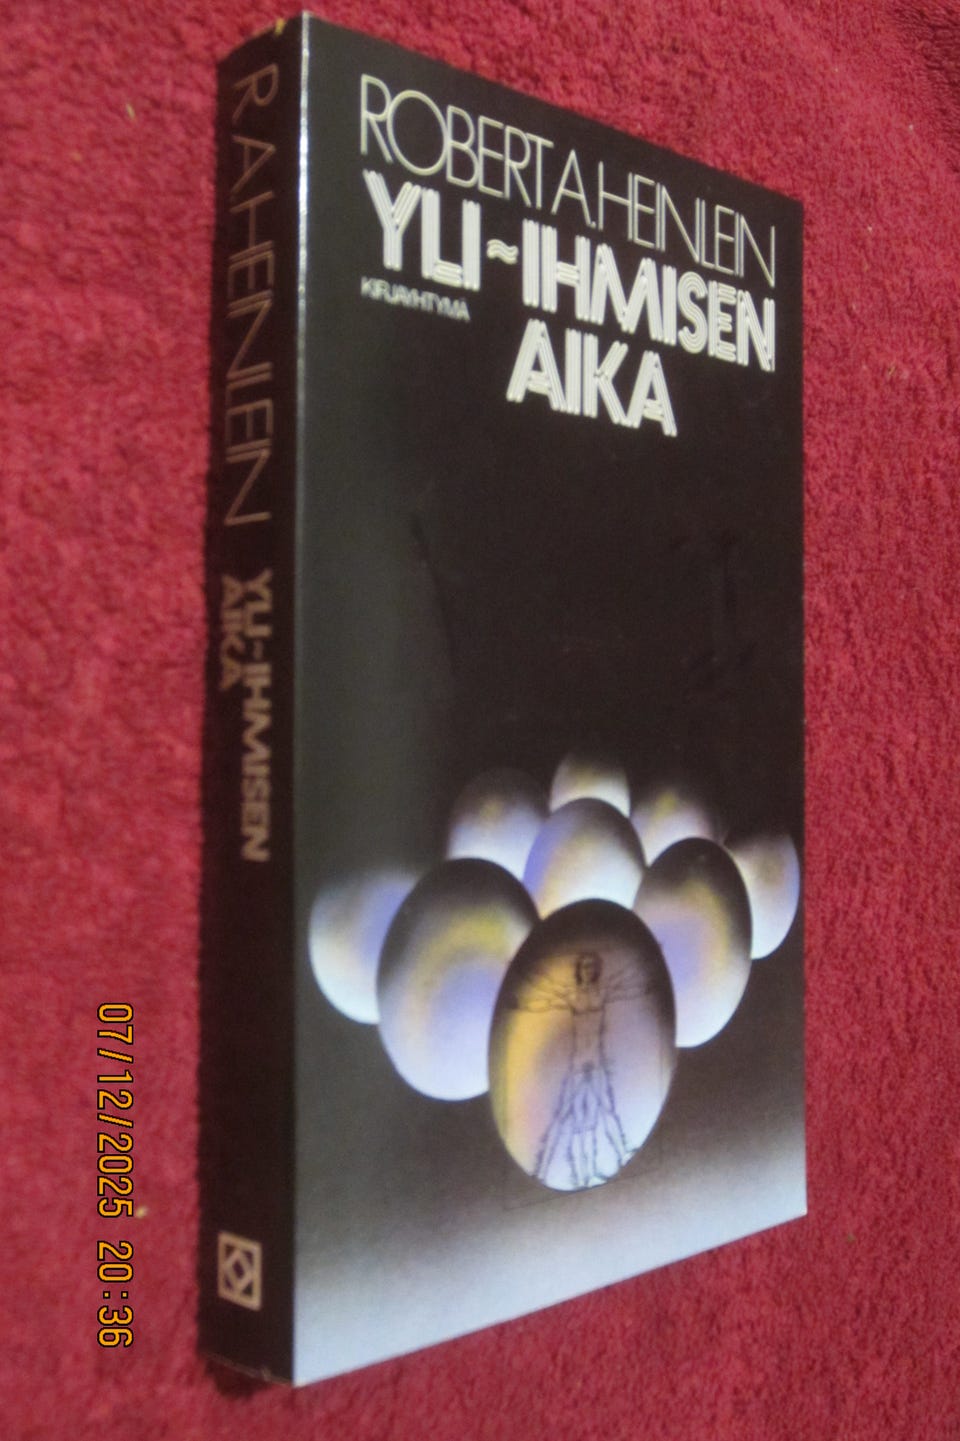 ROBERT A. HEINLEIN
YLI-IHMISEN
KIRJAYHTYMÄ
AIKA
R.A.HEINLEIN YLI-IHMISEN
AIKA
07/12/2025 20:36